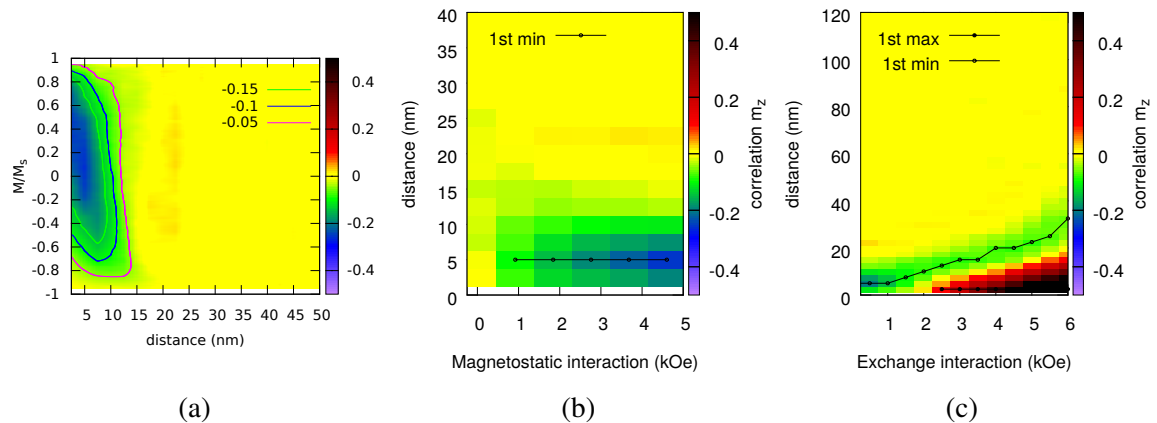 1
0.8
0.6
0.4
0.2
0
-0.2
-0.4
-0.6
-0.8
-1
M/Ms
-0.15
-0.1
-0.05
5 10 15 20 25 30 35 40 45 50
distance (nm)
0.4
0.2
0
-0.2
-0.4
(a)
40
35
30
25
20
15
10
5
0
distance (nm)
1st min
0 1 2 3 4 5
Magnetostatic interaction (kOe)
0.4
0.2
0
-0.2
-0.4
correlation mz
(b)
120
100
80
60
40
20
0
distance (nm)
1st max
1st min
1 2 3 4 5 6
Exchange interaction (kOe)
0.4
0.2
0
-0.2
-0.4
correlation mz
(c)